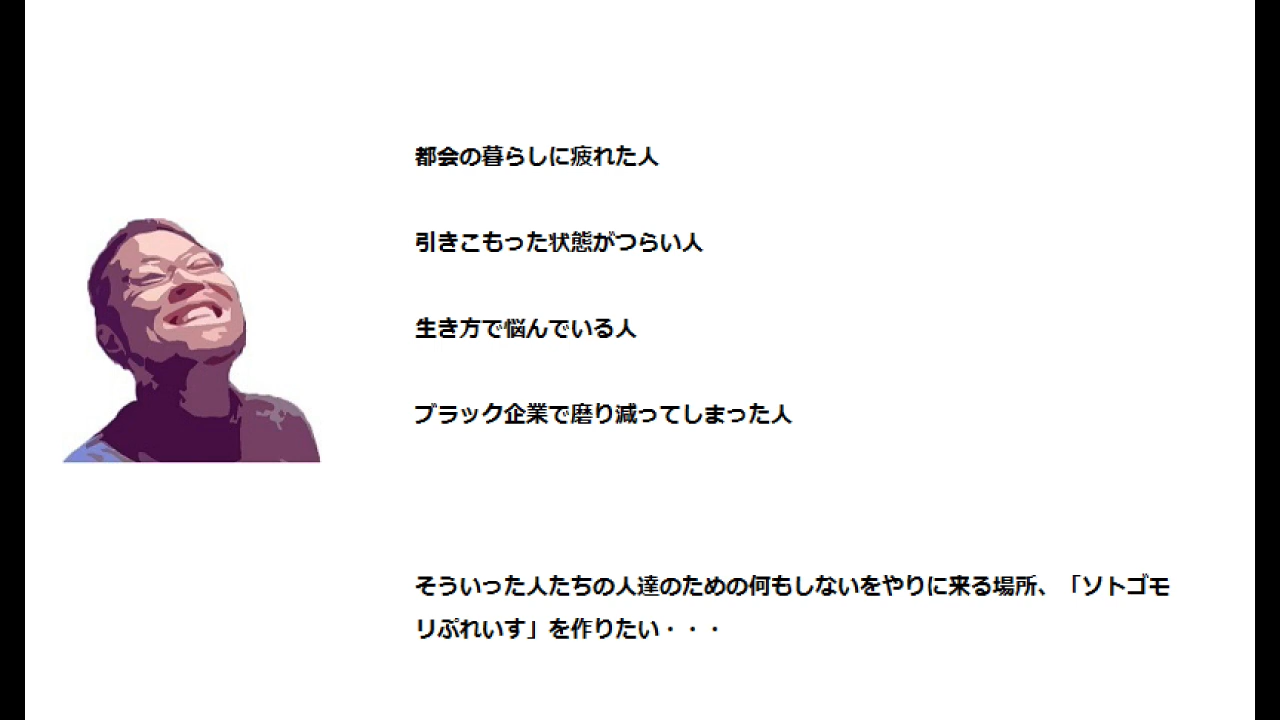 都会の暮らしに疲れた人
引きこもった状態がつらい人
生き方で悩んでいる人
ブラック企業で磨り減ってしまった人
そういった人たちの人達のための何もしないをやりに来る場所、「ソトゴモ
リぷれいす」を作りたい・・・